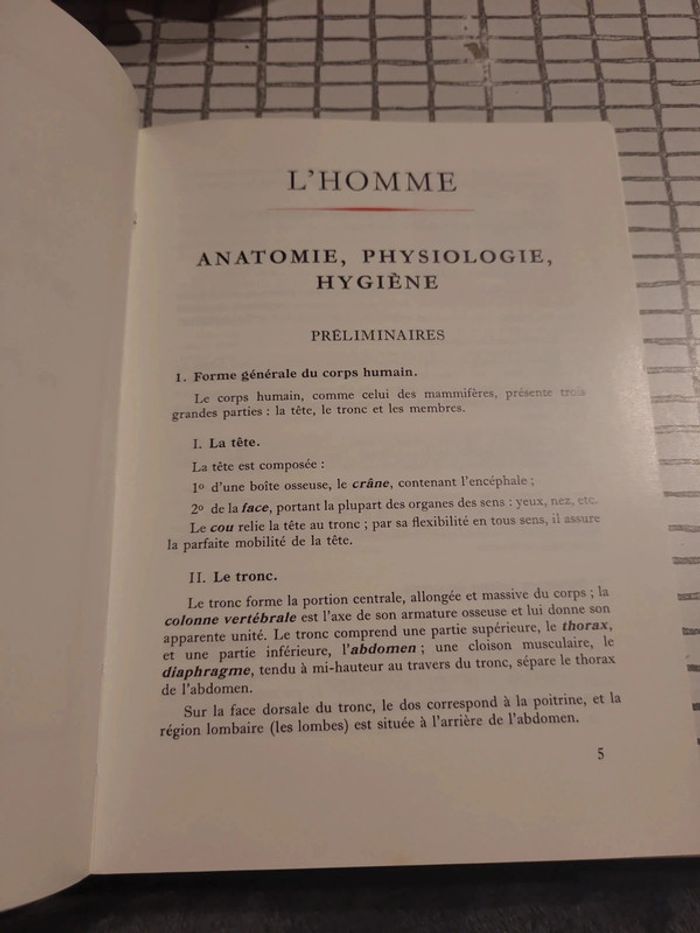 L'HOMME
ANATOMIE, PHYSIOLOGIE,
HYGIÈNE
PRÉLIMINAIRES
1. Forme générale du corps humain.
Le corps humain, comme celui des mammifères, présente trois
grandes parties : la tête, le tronc et les membres.
I. La tête.
La tête est composée :
1º d'une boîte osseuse, le crâne, contenant l'encéphale ;
2º de la face, portant la plupart des organes des sens : yeux, nez, etc.
Le cou relie la tête au tronc ; par sa flexibilité en tous sens, il assure
la parfaite mobilité de la tête.
II. Le tronc.
Le tronc forme la portion centrale, allongée et massive du corps ; la
colonne vertébrale est l'axe de son armature osseuse et lui donne son
apparente unité. Le tronc comprend une partie supérieure, le thorax,
et une partie inférieure, l'abdomen ; une cloison musculaire, le
diaphragme, tendu à mi-hauteur au travers du tronc, sépare le thorax
de l'abdomen.
Sur la face dorsale du tronc, le dos correspond à la poitrine, et la
région lombaire (les lombes) est située à l'arrière de l'abdomen.
5